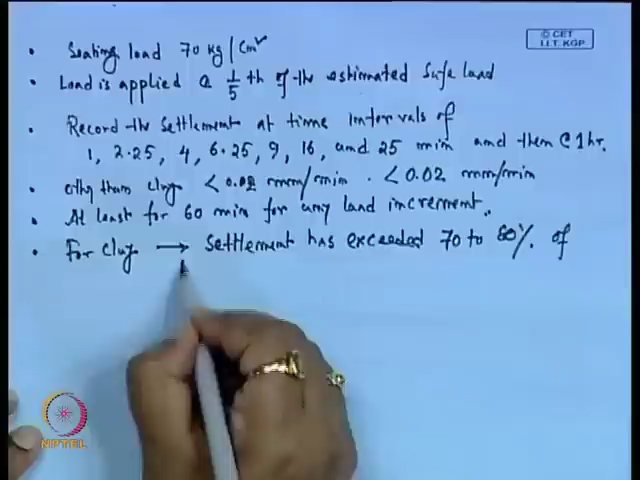 Seating load 70 kg/cm²
© CET
I.I.T. KGP
Load is applied @ 1/5 th of the estimated safe load
Record the settlement at time intervals of
1, 2.25, 4, 6.25, 9, 16, and 25 min and then @ 1 hr.
other than clay < 0.02 mm/min . < 0.02 mm/min
At least for 60 min for any load increment.
For clay → settlement has exceeded 70 to 80% of
NPTEL